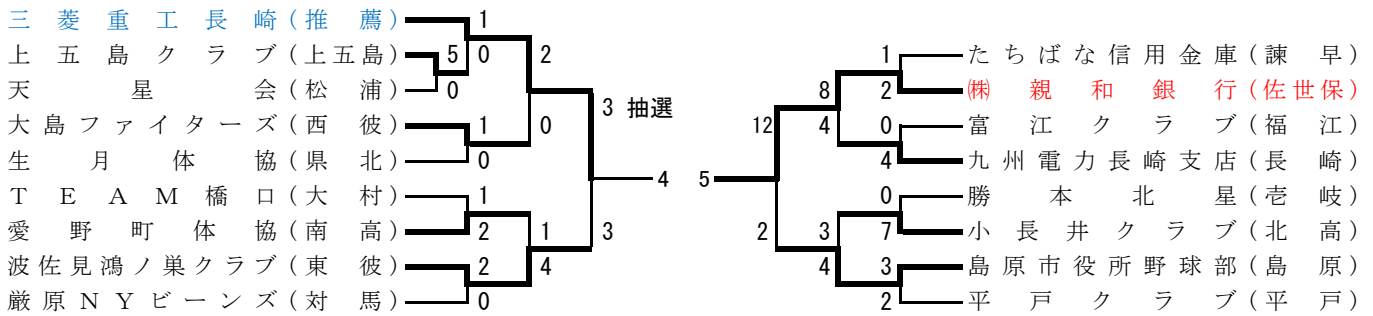 三菱重工長崎(推薦) 1
上五島クラブ(上五島) 5 0 2
天星会(松浦) 0
3 抽選
大島ファイターズ(西彼) 1 0
生月体協(県北) 0
4
TEAM橋口(大村) 1
愛野町体協(南高) 2 1 3
波佐見鴻ノ巣クラブ(東彼) 2 4
厳原NYビーンズ(対馬) 0
1 たちばな信用金庫(諫早)
8 2 ㈱親和銀行(佐世保)
12 4 0 富江クラブ(福江)
4 九州電力長崎支店(長崎)
5
0 勝本北星(壱岐)
2 3 7 小長井クラブ(北高)
4 3 島原市役所野球部(島原)
2 平戸クラブ(平戸)